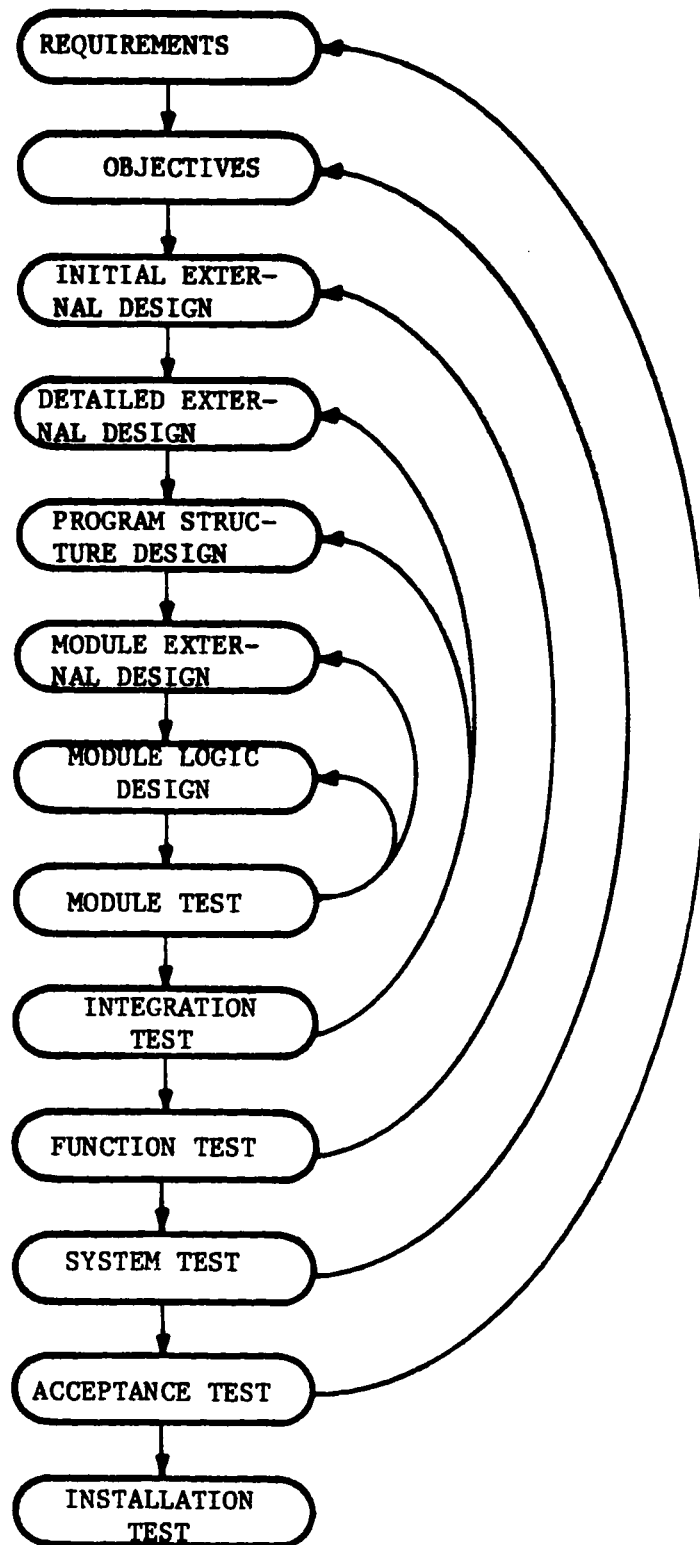 REQUIREMENTS
OBJECTIVES
INITIAL EXTER-
NAL DESIGN
DETAILED EXTER-
NAL DESIGN
PROGRAM STRUC-
TURE DESIGN
MODULE EXTER-
NAL DESIGN
MODULE LOGIC
DESIGN
MODULE TEST
INTEGRATION
TEST
FUNCTION TEST
SYSTEM TEST
ACCEPTANCE TEST
INSTALLATION
TEST